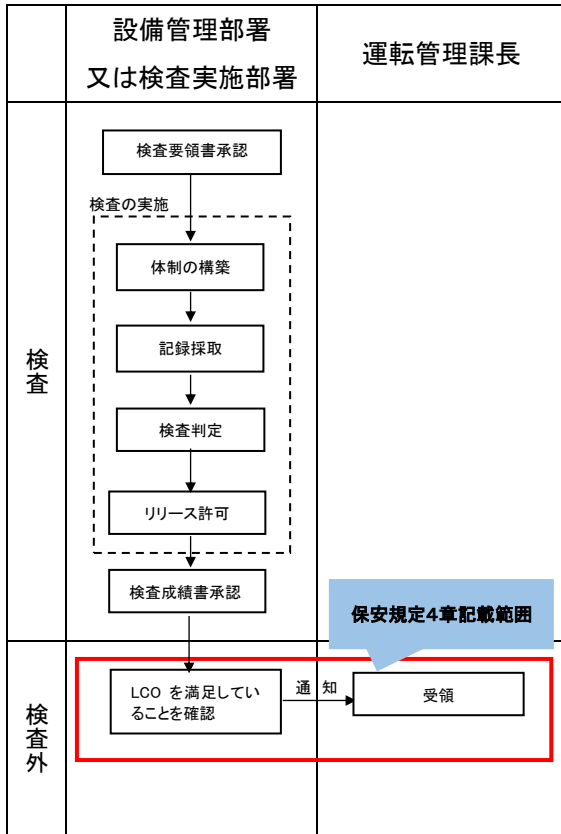 設備管理部署
又は検査実施部署
運転管理課長
検査
検査要領書承認
検査の実施
体制の構築
記録採取
検査判定
リリース許可
検査成績書承認
保安規定4章記載範囲
検査外
LCO を満足してい
ることを確認
通 知
受領